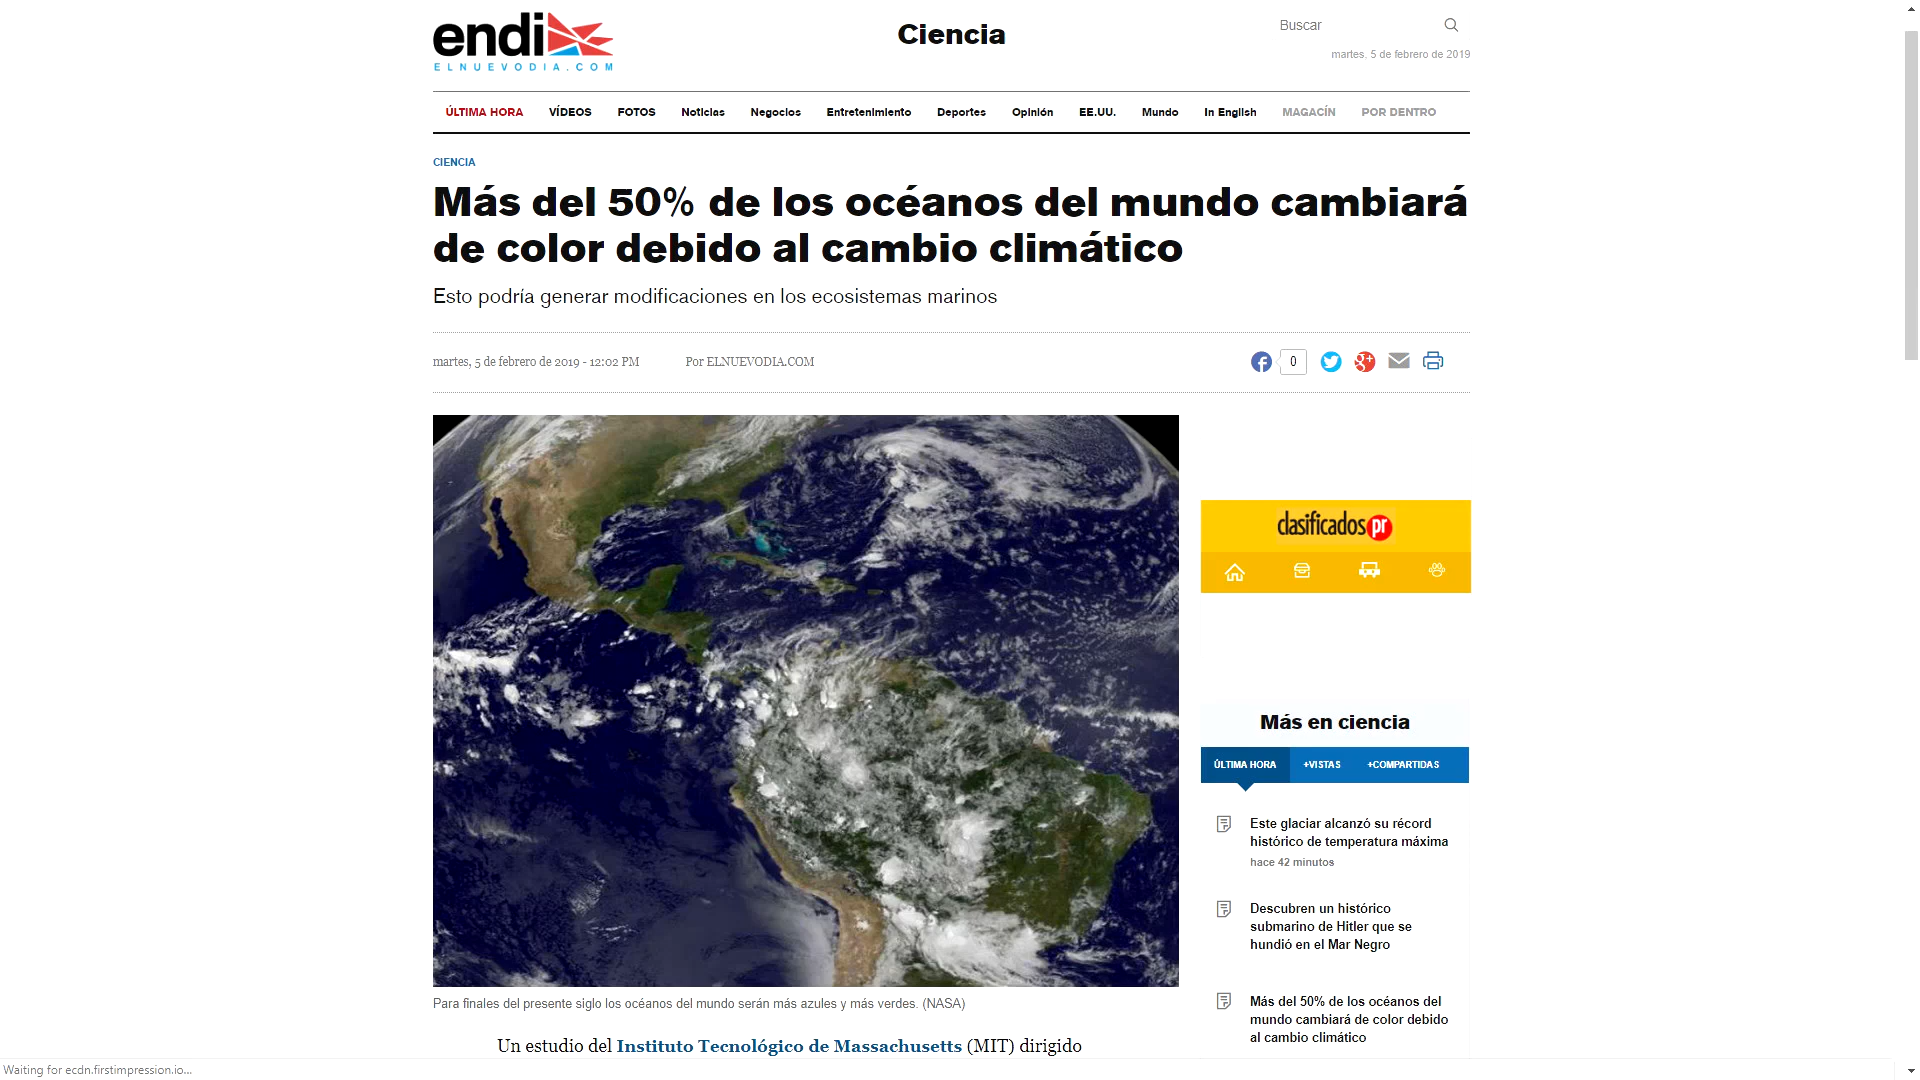 endi
ELNUEVODIA.COM
Ciencia
Buscar
martes. 5 de febrero de 2019
ÚLTIMA HORA VÍDEOS FOTOS Noticias Negocios Entretenimiento Deportes Opinión EE.UU. Mundo In English MAGACÍN POR DENTRO
CIENCIA
Más del 50% de los océanos del mundo cambiará
de color debido al cambio climático
Esto podría generar modificaciones en los ecosistemas marinos
martes, 5 de febrero de 2019 - 12:02 PM Por ELNUEVODIA.COM
0
clasificados pr
Más en ciencia
ÚLTIMA HORA +VISTAS +COMPARTIDAS
Este glaciar alcanzó su récord
histórico de temperatura máxima
hace 42 minutos
Descubren un histórico
submarino de Hitler que se
hundió en el Mar Negro
Más del 50% de los océanos del
mundo cambiará de color debido
al cambio climático
Para finales del presente siglo los océanos del mundo serán más azules y más verdes. (NASA)
Un estudio del Instituto Tecnológico de Massachusetts (MIT) dirigido
Waiting for ecdn.firstimpression.io...